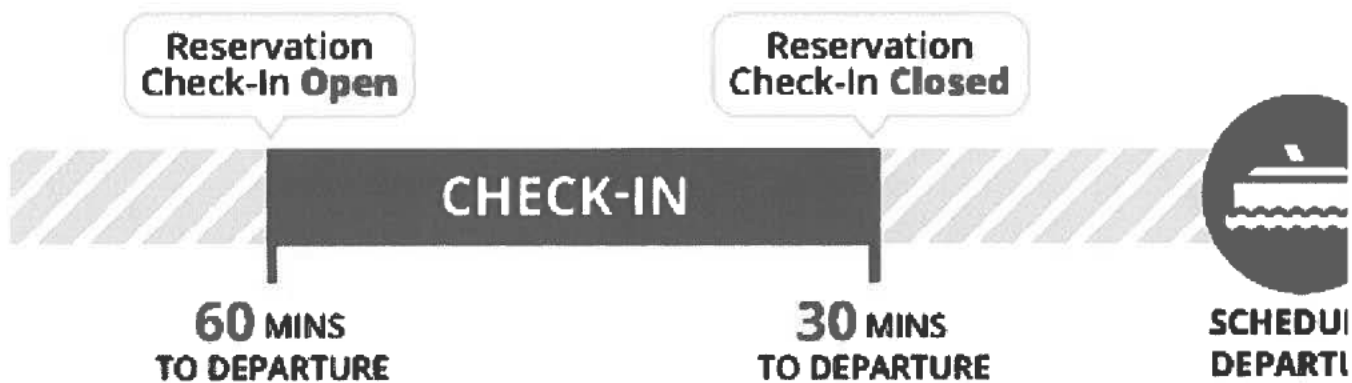 Reservation
Check-In Open
Reservation
Check-In Closed
CHECK-IN
60 MINS
TO DEPARTURE
30 MINS
TO DEPARTURE